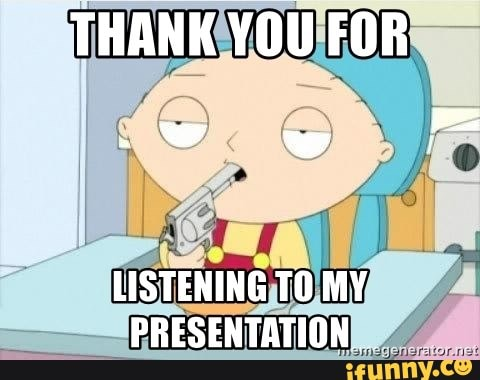 THANK YOU FOR
LISTENING TO MY
PRESENTATION
memegenerator.net
ifunny.co